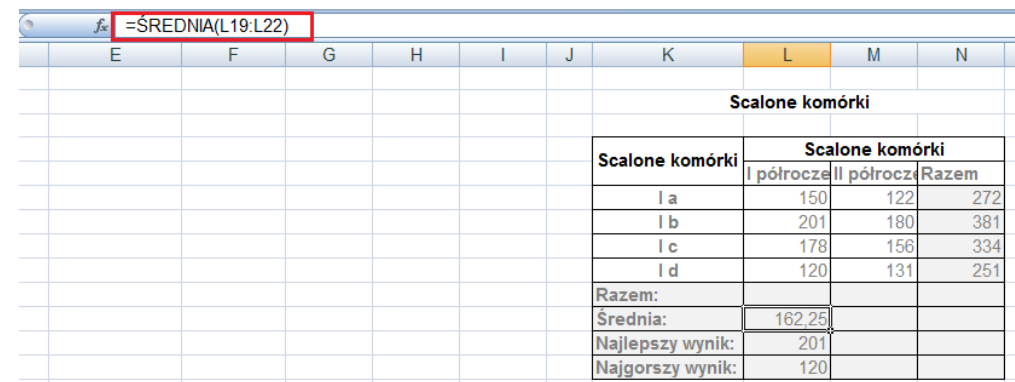 fx =ŚREDNIA(L19:L22)
E F G H I J K L M N
Scalone komórki
Scalone komórki Scalone komórki
I półrocze II półrocze Razem
I a 150 122 272
I b 201 180 381
I c 178 156 334
I d 120 131 251
Razem:
Średnia: 162,25
Najlepszy wynik: 201
Najgorszy wynik: 120